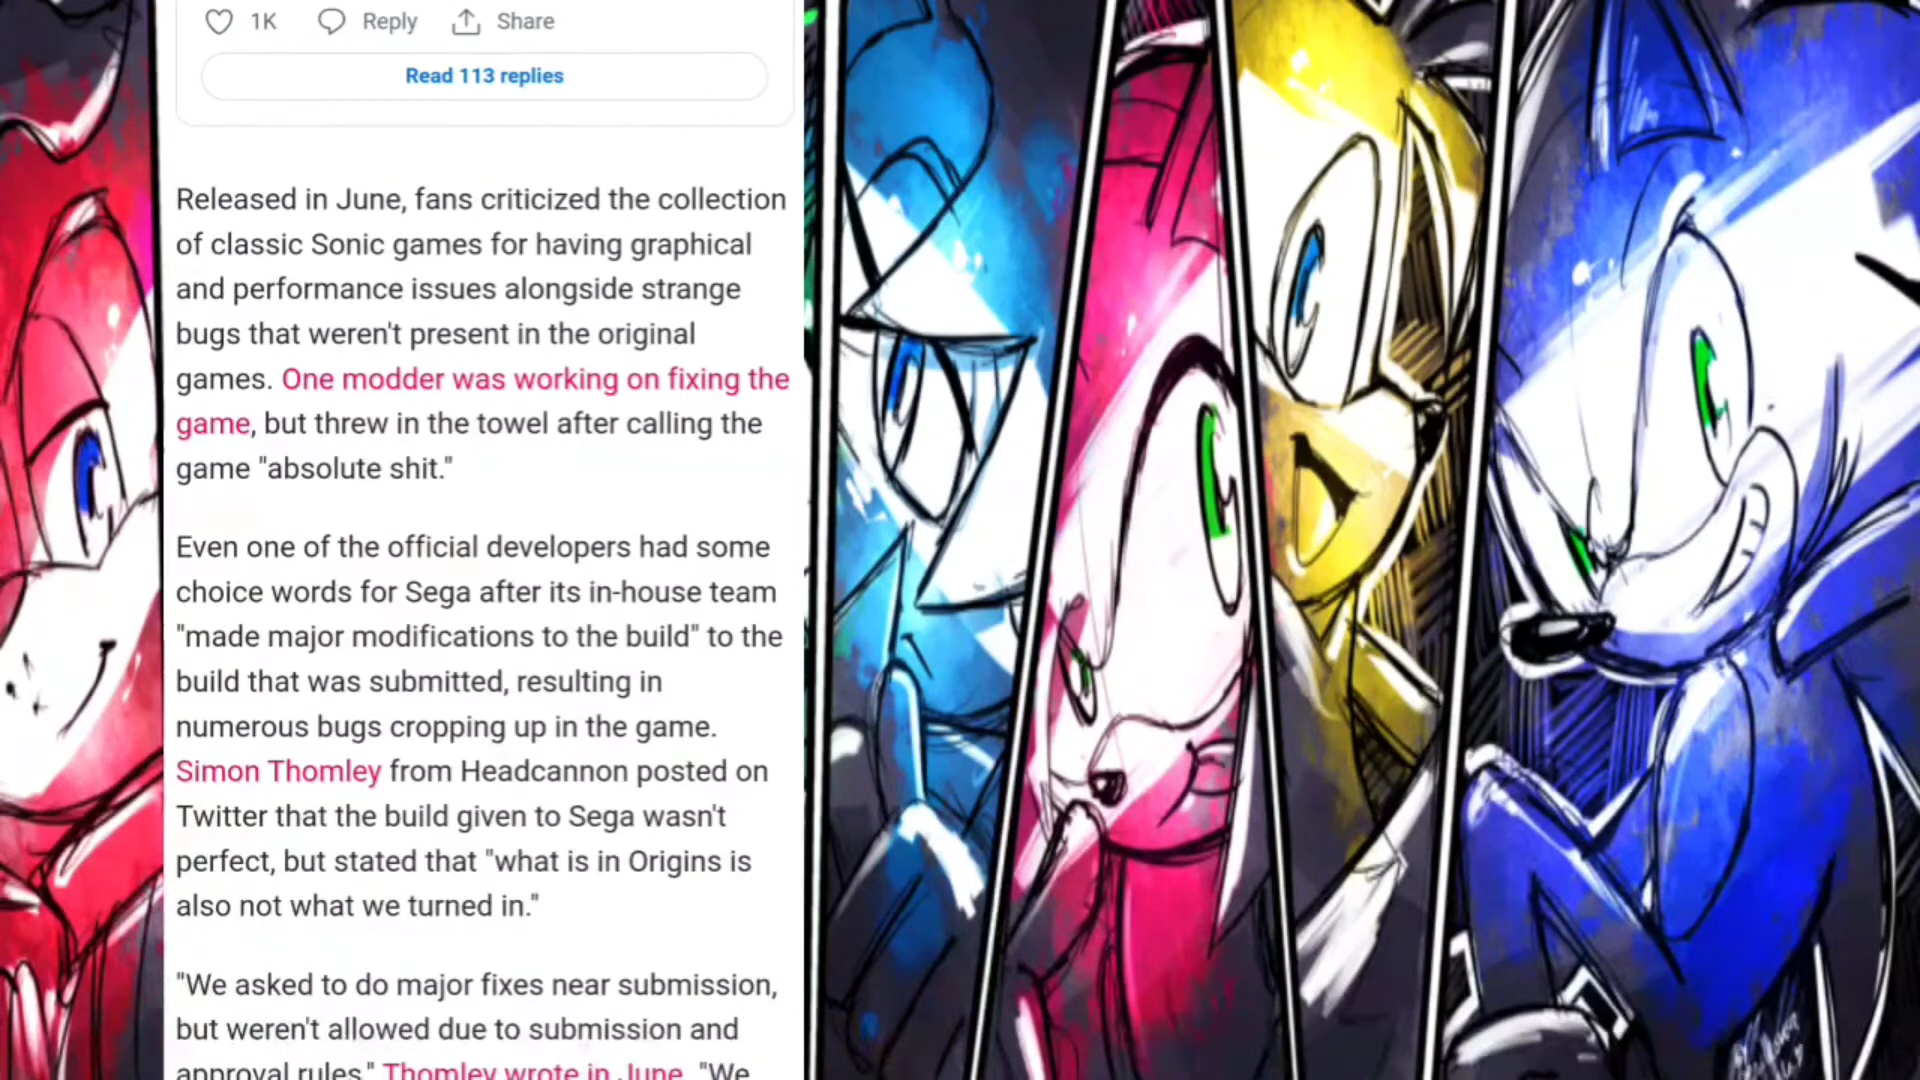 1K Reply Share
Read 113 replies
Released in June, fans criticized the collection
of classic Sonic games for having graphical
and performance issues alongside strange
bugs that weren't present in the original
games. One modder was working on fixing the
game, but threw in the towel after calling the
game "absolute shit."
Even one of the official developers had some
choice words for Sega after its in-house team
"made major modifications to the build" to the
build that was submitted, resulting in
numerous bugs cropping up in the game.
Simon Thomley from Headcannon posted on
Twitter that the build given to Sega wasn't
perfect, but stated that "what is in Origins is
also not what we turned in."
"We asked to do major fixes near submission,
but weren't allowed due to submission and
approval rules," Thomley wrote in June. "We